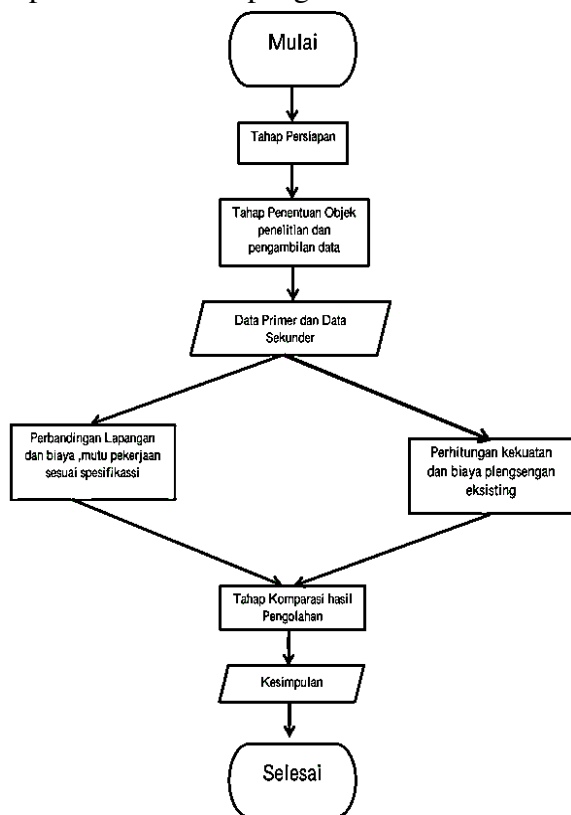 Mulai
Tahap Persiapan
Tahap Penentuan Objek
penelitian dan
pengambilan data
Data Primer dan Data
Sekunder
Perbandingan Lapangan
dan biaya ,mutu pekerjaan
sesuai spesifikassi
Perhitungan kekuatan
dan biaya plengsengan
eksisting
Tahap Komparasi hasil
Pengolahan
Kesimpulan
Selesai